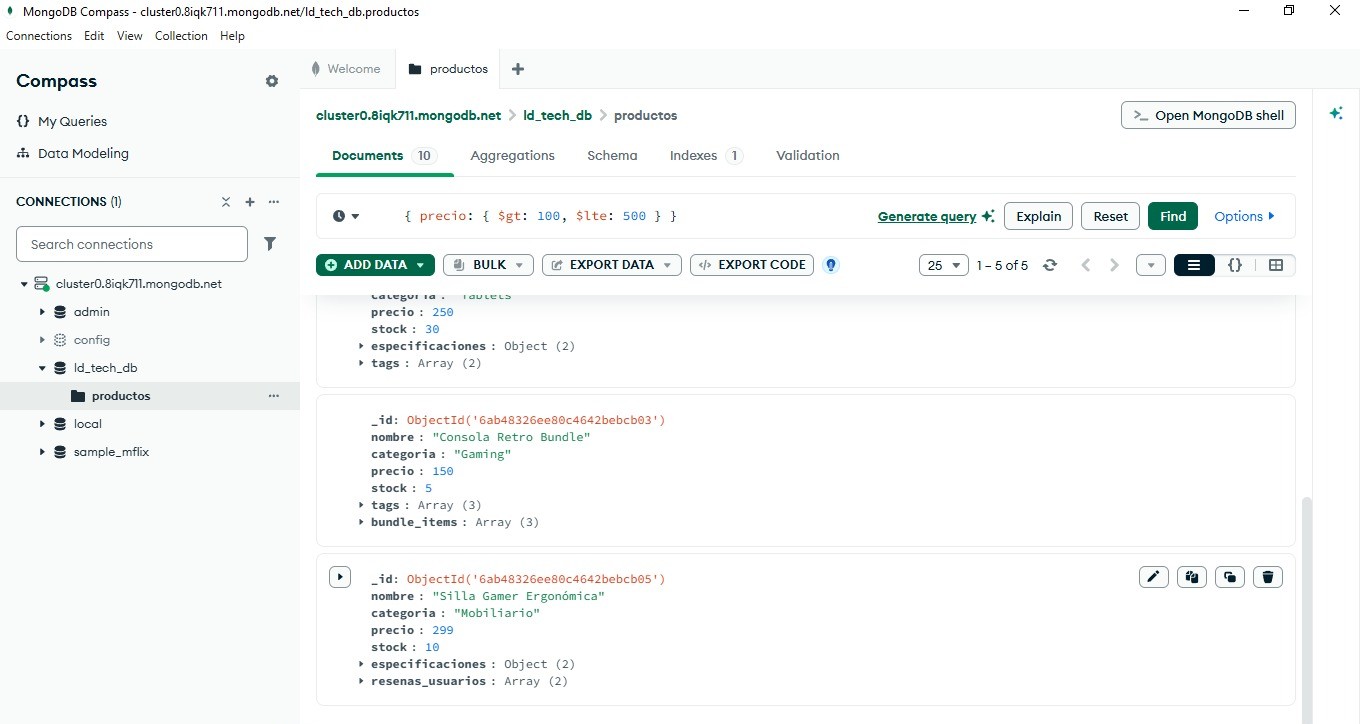 MongoDB Compass - cluster0.8iqk711.mongodb.net/ld_tech_db.productos
Connections Edit View Collection Help
Compass
My Queries
Data Modeling
CONNECTIONS (1)
Search connections
cluster0.8iqk711.mongodb.net
admin
config
ld_tech_db
productos
local
sample_mflix
Welcome
productos
cluster0.8iqk711.mongodb.net > ld_tech_db > productos
>_ Open MongoDB shell
Documents 10 Aggregations Schema Indexes 1 Validation
{ precio: { $gt: 100, $lte: 500 } }
Generate query Explain Reset Find Options
ADD DATA BULK EXPORT DATA EXPORT CODE 25 1 – 5 of 5
categoria : "Tablets"
precio : 250
stock : 30
especificaciones : Object (2)
tags : Array (2)
_id: ObjectId('6ab48326ee80c4642bebcb03')
nombre : "Consola Retro Bundle"
categoria : "Gaming"
precio : 150
stock : 5
tags : Array (3)
bundle_items : Array (3)
_id: ObjectId('6ab48326ee80c4642bebcb05')
nombre : "Silla Gamer Ergonómica"
categoria : "Mobiliario"
precio : 299
stock : 10
especificaciones : Object (2)
resenas_usuarios : Array (2)